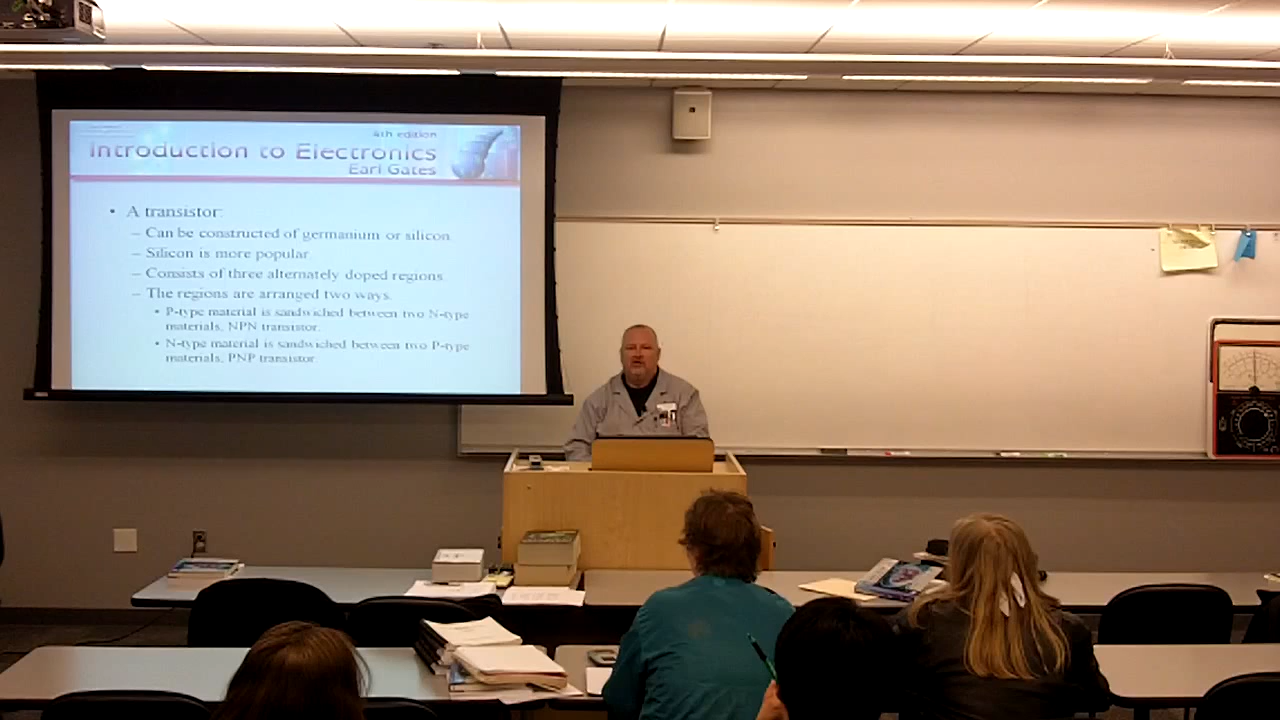 4th edition
Introduction to Electronics
Earl Gates
• A transistor:
– Can be constructed of germanium or silicon.
– Silicon is more popular.
– Consists of three alternately doped regions.
– The regions are arranged two ways.
• P-type material is sandwiched between two N-type
materials, NPN transistor.
• N-type material is sandwiched between two P-type
materials, PNP transistor.